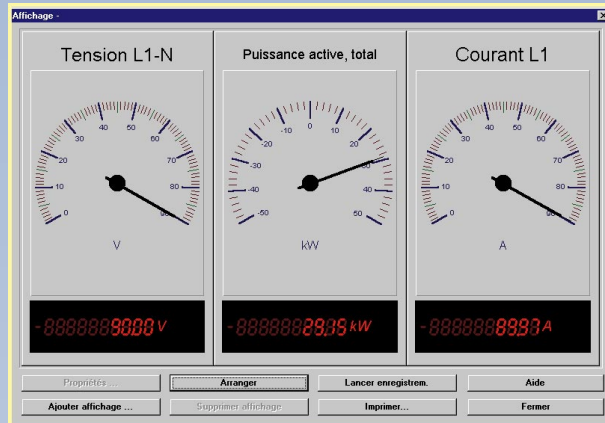 Affichage -
Tension L1-N
Puissance active, total
Courant L1
0 10 20 30 40 50 60 70 80 90
V
-50 -40 -30 -20 -10 0 10 20 30 40 50
kW
0 10 20 30 40 50 60 70 80 90
A
90.00 V
29.15 kW
89.91 A
Propriétés ...
Arranger
Lancer enregistrem.
Aide
Ajouter affichage ...
Supprimer affichage
Imprimer...
Fermer